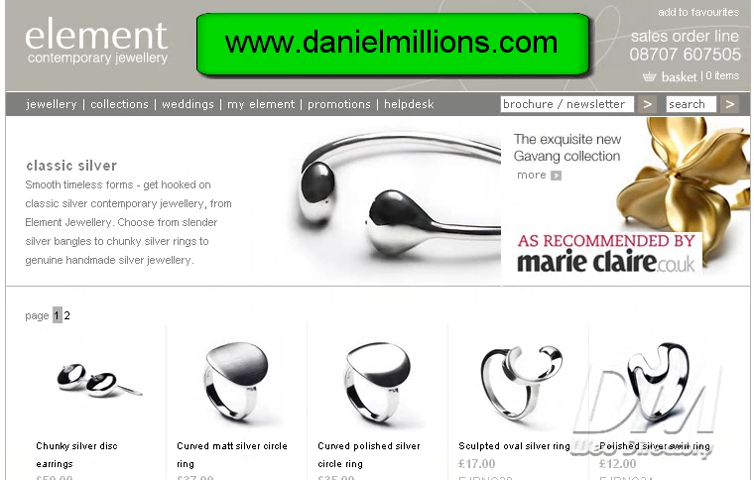 add to favourites
element
contemporary jewellery
www.danielmillions.com
sales order line
08707 607505
basket | 0 items
jewellery | collections | weddings | my element | promotions | helpdesk
brochure / newsletter > search >
classic silver
Smooth timeless forms - get hooked on
classic silver contemporary jewellery, from
Element Jewellery. Choose from slender
silver bangles to chunky silver rings to
genuine handmade silver jewellery.
The exquisite new
Gavang collection
more
AS RECOMMENDED BY
marie claire.co.uk
page 1 2
Chunky silver disc
earrings
Curved matt silver circle
ring
Curved polished silver
circle ring
Sculpted oval silver ring
£17.00
Polished silver swirl ring
£12.00
DM